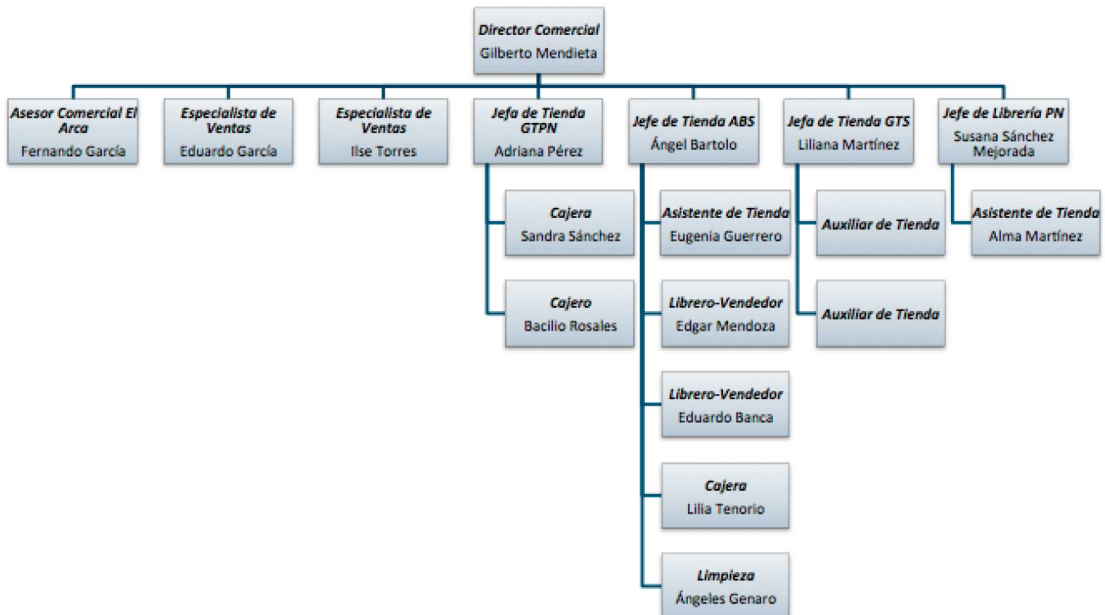 Director Comercial
Gilberto Mendieta
Asesor Comercial El
Arca
Fernando García
Especialista de
Ventas
Eduardo García
Especialista de
Ventas
Ilse Torres
Jefa de Tienda
GTPN
Adriana Pérez
Jefe de Tienda ABS
Ángel Bartolo
Jefa de Tienda GTS
Liliana Martínez
Jefe de Librería PN
Susana Sánchez
Mejorada
Cajera
Sandra Sánchez
Asistente de Tienda
Eugenia Guerrero
Auxiliar de Tienda
Asistente de Tienda
Alma Martínez
Cajero
Bacilio Rosales
Librero-Vendedor
Edgar Mendoza
Auxiliar de Tienda
Librero-Vendedor
Eduardo Banca
Cajera
Lilia Tenorio
Limpieza
Ángeles Genaro